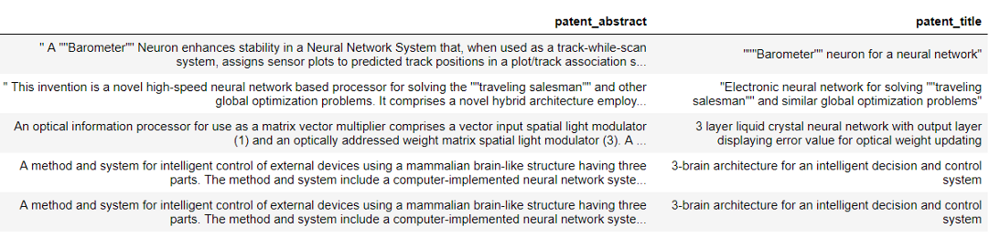 patent_abstract patent_title
" A ""Barometer"" Neuron enhances stability in a Neural Network System that, when used as a track-while-scan
system, assigns sensor plots to predicted track positions in a plot/track association s...
"""Barometer"" neuron for a neural network"
" This invention is a novel high-speed neural network based processor for solving the ""traveling salesman"" and other
global optimization problems. It comprises a novel hybrid architecture employ...
"Electronic neural network for solving ""traveling
salesman"" and similar global optimization problems"
An optical information processor for use as a matrix vector multiplier comprises a vector input spatial light modulator
(1) and an optically addressed weight matrix spatial light modulator (3). A ...
3 layer liquid crystal neural network with output layer
displaying error value for optical weight updating
A method and system for intelligent control of external devices using a mammalian brain-like structure having three
parts. The method and system include a computer-implemented neural network syste...
3-brain architecture for an intelligent decision and control
system
A method and system for intelligent control of external devices using a mammalian brain-like structure having three
parts. The method and system include a computer-implemented neural network syste...
3-brain architecture for an intelligent decision and control
system